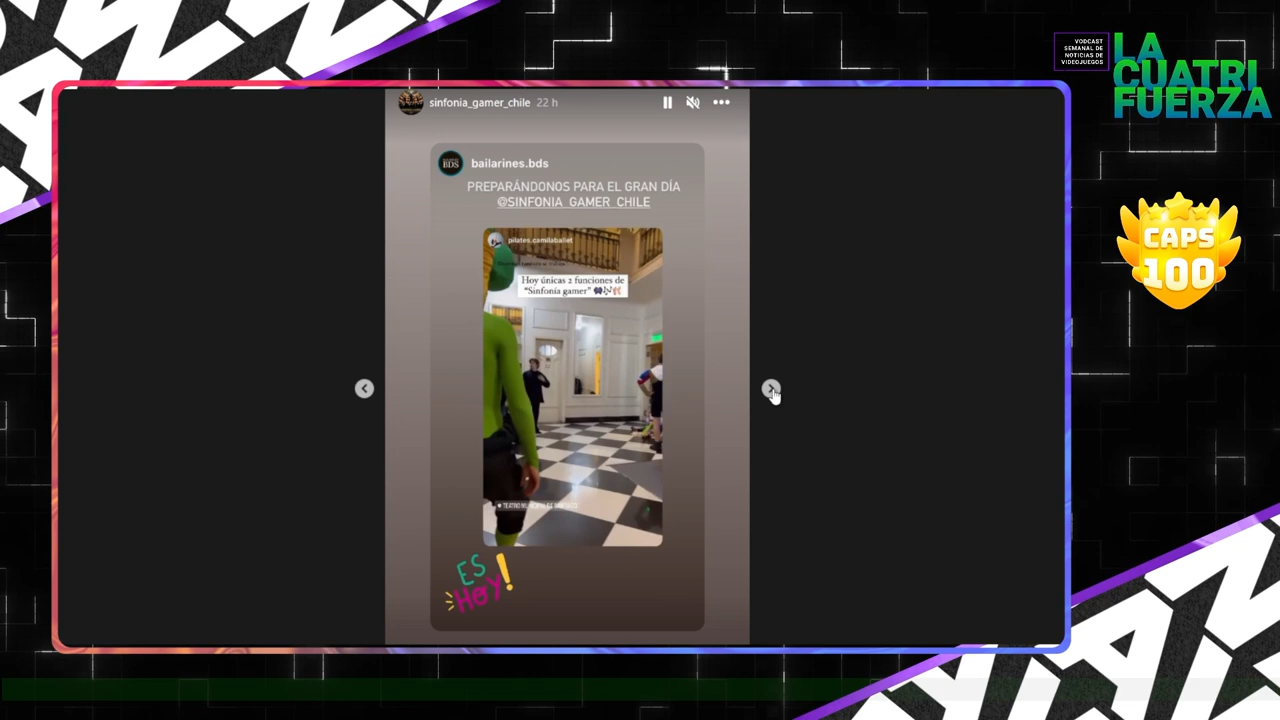 VODCAST
SEMANAL DE
NOTICIAS DE
VIDEOJUEGOS
LA
CUATRI
FUERZA
sinfonia_gamer_chile 22 h
BDS
bailarines.bds
PREPARÁNDONOS PARA EL GRAN DÍA
@SINFONIA_GAMER_CHILE
pilates.camilaballet
Hoy únicas 2 funciones de
"Sinfonía gamer"
CAPS
100
ES
HOY!